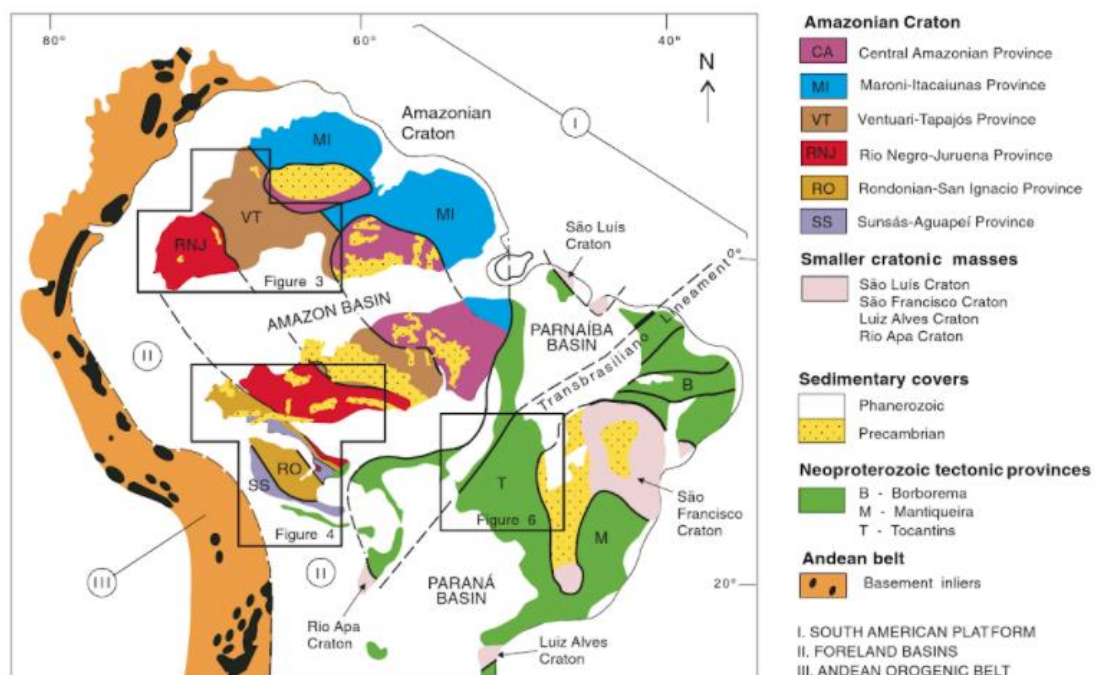 80°
60°
40°
N
I
Amazonian
Craton
MI
MI
VT
RNJ
Figure 3
São Luís
Craton
0°
AMAZON BASIN
PARNAÍBA
BASIN
Transbrasiliano Lineament
II
B
RO
SS
T
Figure 6
M
São
Francisco
Craton
Figure 4
III
II
PARANÁ
BASIN
20°
Rio Apa
Craton
Luiz Alves
Craton
Amazonian Craton
CA Central Amazonian Province
MI Maroni-Itacaiunas Province
VT Ventuari-Tapajós Province
RNJ Rio Negro-Juruena Province
RO Rondonian-San Ignacio Province
SS Sunsás-Aguapeí Province
Smaller cratonic masses
São Luís Craton
São Francisco Craton
Luiz Alves Craton
Rio Apa Craton
Sedimentary covers
Phanerozoic
Precambrian
Neoproterozoic tectonic provinces
B - Borborema
M - Mantiqueira
T - Tocantins
Andean belt
Basement inliers
I. SOUTH AMERICAN PLATFORM
II. FORELAND BASINS
III. ANDEAN OROGENIC BELT